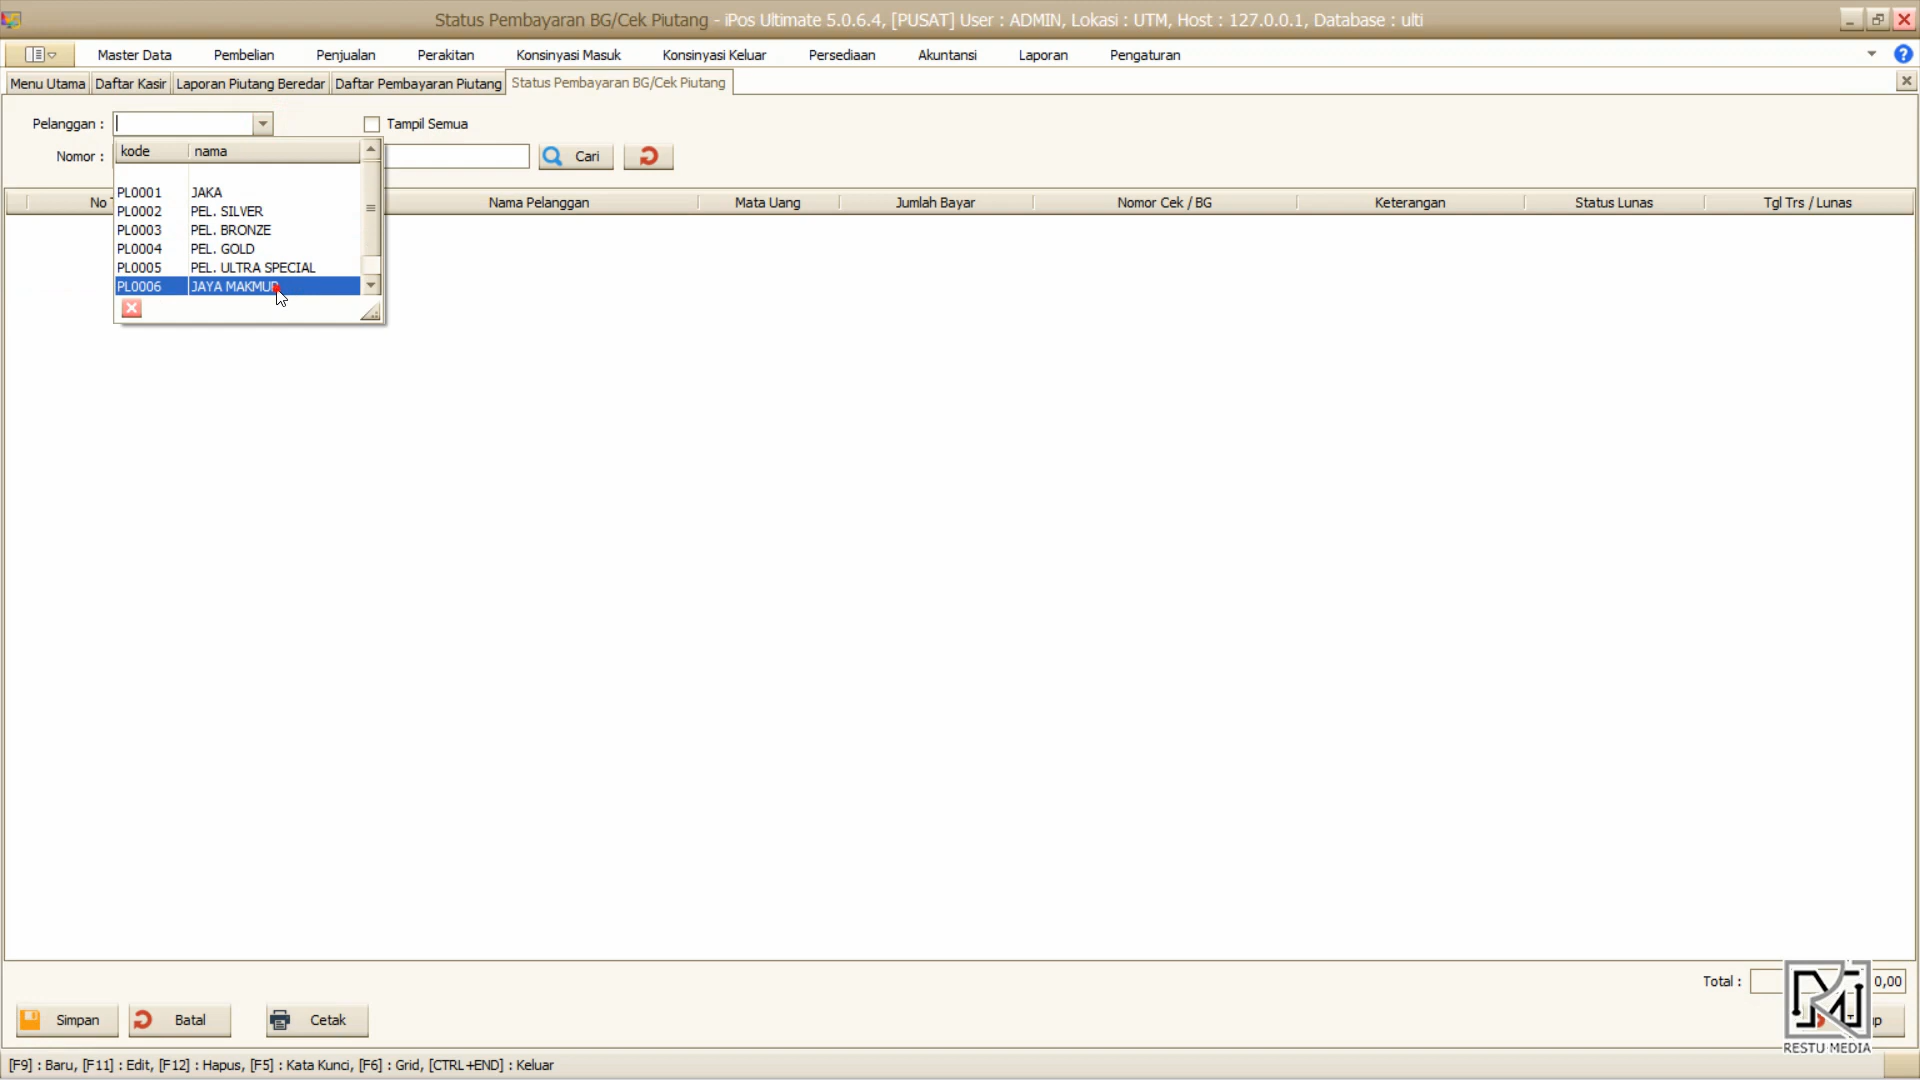 Status Pembayaran BG/Cek Piutang - iPos Ultimate 5.0.6.4, [PUSAT] User : ADMIN, Lokasi : UTM, Host : 127.0.0.1, Database : ulti
Master Data Pembelian Penjualan Perakitan Konsinyasi Masuk Konsinyasi Keluar Persediaan Akuntansi Laporan Pengaturan
Menu Utama Daftar Kasir Laporan Piutang Beredar Daftar Pembayaran Piutang Status Pembayaran BG/Cek Piutang
Pelanggan : Tampil Semua
Nomor : Cari
kode nama
PL0001 JAKA
PL0002 PEL. SILVER
PL0003 PEL. BRONZE
PL0004 PEL. GOLD
PL0005 PEL. ULTRA SPECIAL
PL0006 JAYA MAKMUR
No Nama Pelanggan Mata Uang Jumlah Bayar Nomor Cek / BG Keterangan Status Lunas Tgl Trs / Lunas
Total : 0,00
Simpan Batal Cetak
RESTU MEDIA
[F9] : Baru, [F11] : Edit, [F12] : Hapus, [F5] : Kata Kunci, [F6] : Grid, [CTRL+END] : Keluar